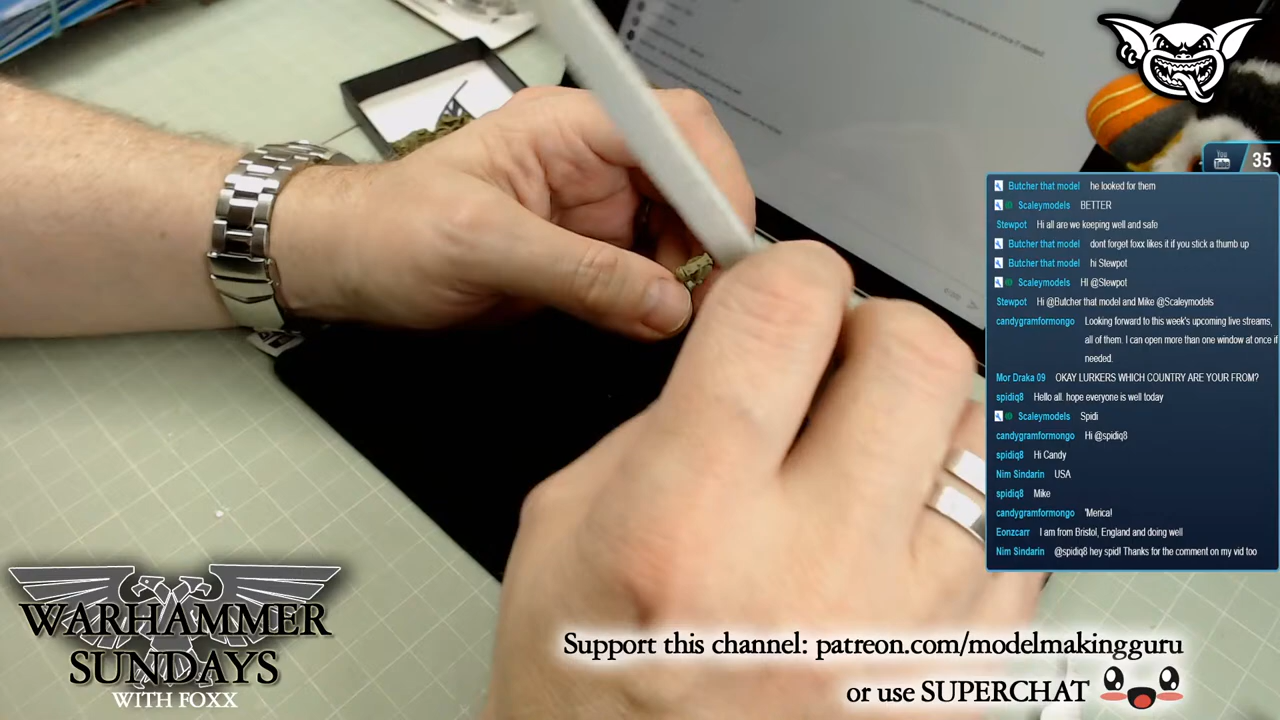 You
Tube
35
Butcher that model he looked for them
Scaleymodels BETTER
Stewpot Hi all are we keeping well and safe
Butcher that model dont forget foxx likes it if you stick a thumb up
Butcher that model hi Stewpot
Scaleymodels HI @Stewpot
Stewpot Hi @Butcher that model and Mike @Scaleymodels
candygramformongo Looking forward to this week's upcoming live streams,
all of them. I can open more than one window at once if
needed.
Mor Draka 09 OKAY LURKERS WHICH COUNTRY ARE YOUR FROM?
spidiq8 Hello all. hope everyone is well today
Scaleymodels Spidi
candygramformongo Hi @spidiq8
spidiq8 Hi Candy
Nim Sindarin USA
spidiq8 Mike
candygramformongo 'Merica!
Eonzcarr I am from Bristol, England and doing well
Nim Sindarin @spidiq8 hey spid! Thanks for the comment on my vid too
WARHAMMER
SUNDAYS
WITH FOXX
Support this channel: patreon.com/modelmakingguru
or use SUPERCHAT